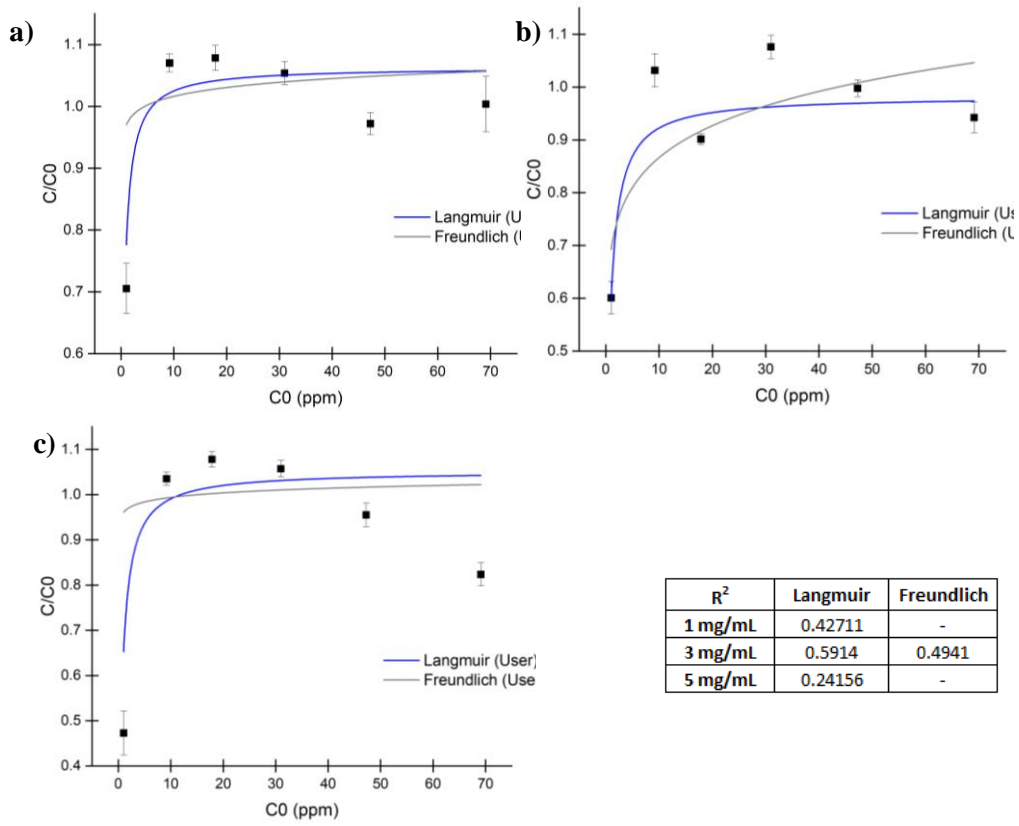 a)
1.1
1.0
0.9
0.8
0.7
0.6
C/C0
0 10 20 30 40 50 60 70
C0 (ppm)
Langmuir (U
Freundlich (U
b)
1.1
1.0
0.9
0.8
0.7
0.6
0.5
C/C0
0 10 20 30 40 50 60 70
C0 (ppm)
Langmuir (Us
Freundlich (U
c)
1.1
1.0
0.9
0.8
0.7
0.6
0.5
0.4
C/C0
0 10 20 30 40 50 60 70
C0 (ppm)
Langmuir (User)
Freundlich (Use
R² Langmuir Freundlich
1 mg/mL 0.42711 -
3 mg/mL 0.5914 0.4941
5 mg/mL 0.24156 -